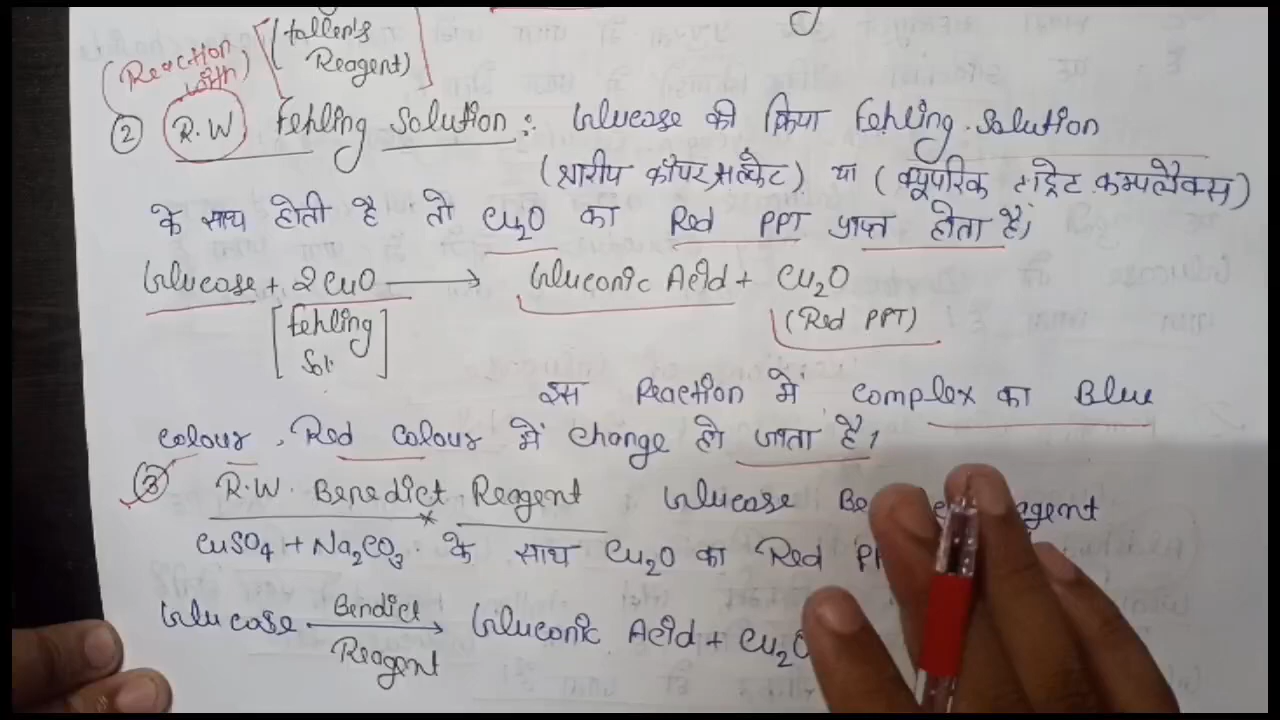 (Reaction with)
(tollen's Reagent)
② R.W Fehling Solution: Glucose की क्रिया Fehling Solution
(क्षारीय कॉपर सल्फेट) या (क्यूपरिक टार्ट्रेट कम्पलैक्स)
के साथ होती है तो Cu₂O का Red PPT प्राप्त होता है।
Glucose + 2CuO ⟶ Gluconic Acid + Cu₂O
[Fehling Sol.] (Red PPT)
इस Reaction में complex का Blue
colour, Red colour में change हो जाता है।
③ R.W. Benedict Reagent Glucose
CuSO₄ + Na₂CO₃ के साथ Cu₂O का Red
Glucose ⟶ Gluconic Acid + Cu₂O
Bendict
Reagent